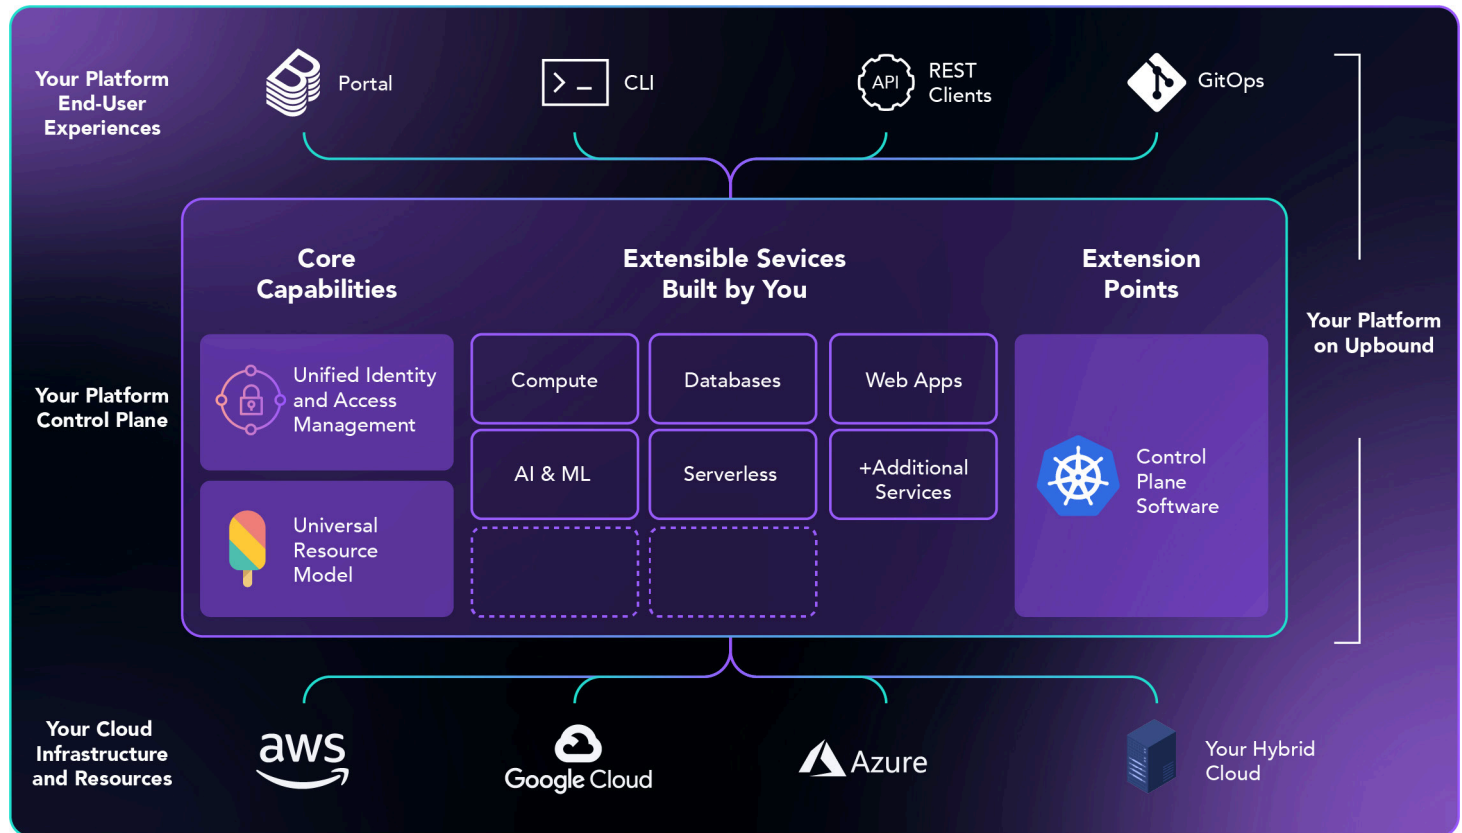 Your Platform
End-User
Experiences
Portal
CLI
API
REST
Clients
GitOps
Core
Capabilities
Extensible Sevices
Built by You
Extension
Points
Your Platform
on Upbound
Your Platform
Control Plane
Unified Identity
and Access
Management
Universal
Resource
Model
Compute
Databases
Web Apps
AI & ML
Serverless
+Additional
Services
Control
Plane
Software
Your Cloud
Infrastructure
and Resources
aws
Google Cloud
Azure
Your Hybrid
Cloud